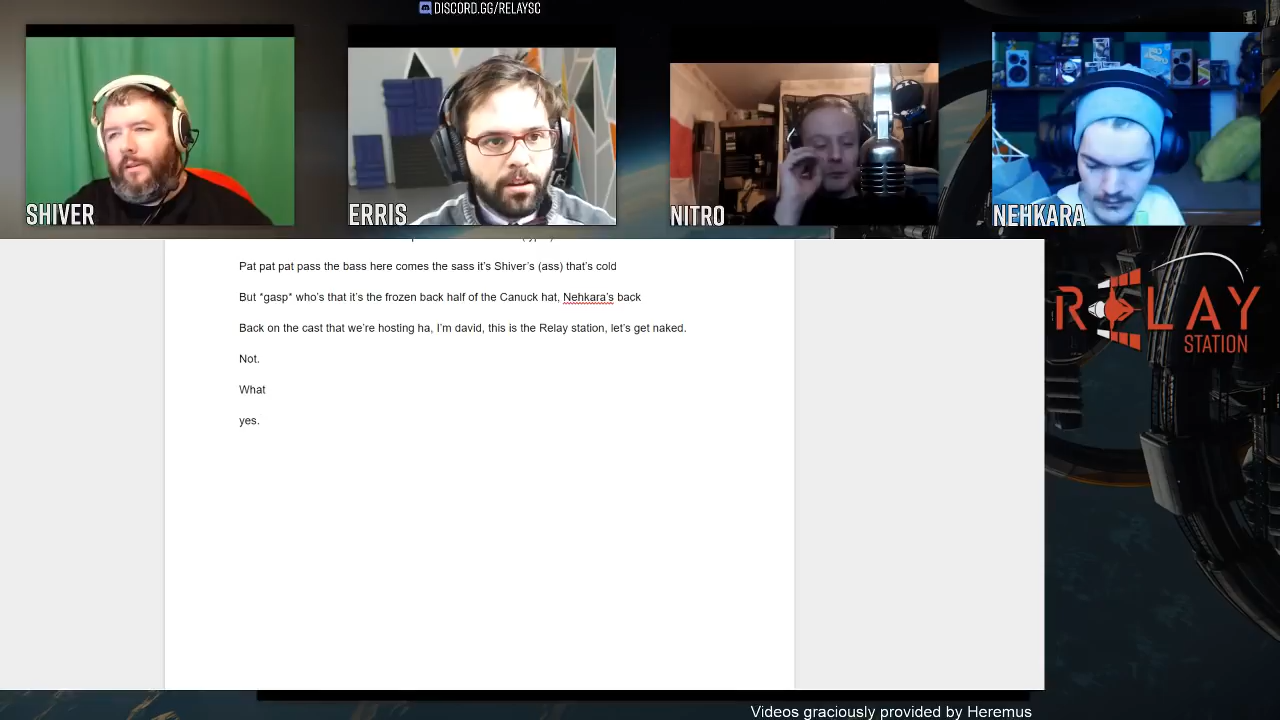 DISCORD.GG/RELAYSC
SHIVER
ERRIS
NITRO
NEHKARA
Pat pat pat pass the bass here comes the sass it’s Shiver’s (ass) that’s cold
But *gasp* who’s that it’s the frozen back half of the Canuck hat, Nehkara’s back
Back on the cast that we’re hosting ha, I’m david, this is the Relay station, let’s get naked.
Not.
What
yes.
RELAY
STATION
Videos graciously provided by Heremus